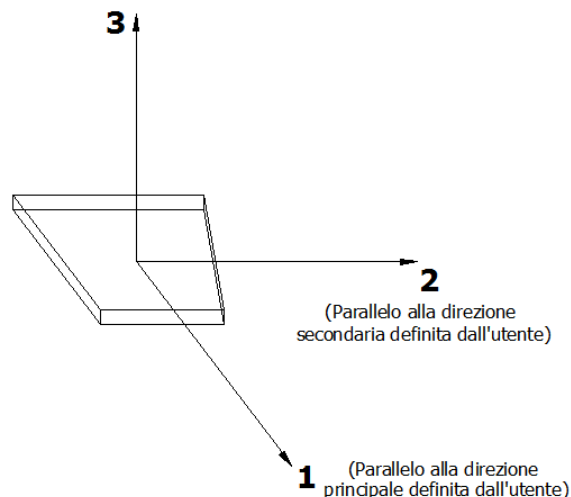 3
2
(Parallelo alla direzione
secondaria definita dall'utente)
1 (Parallelo alla direzione
principale definita dall'utente)